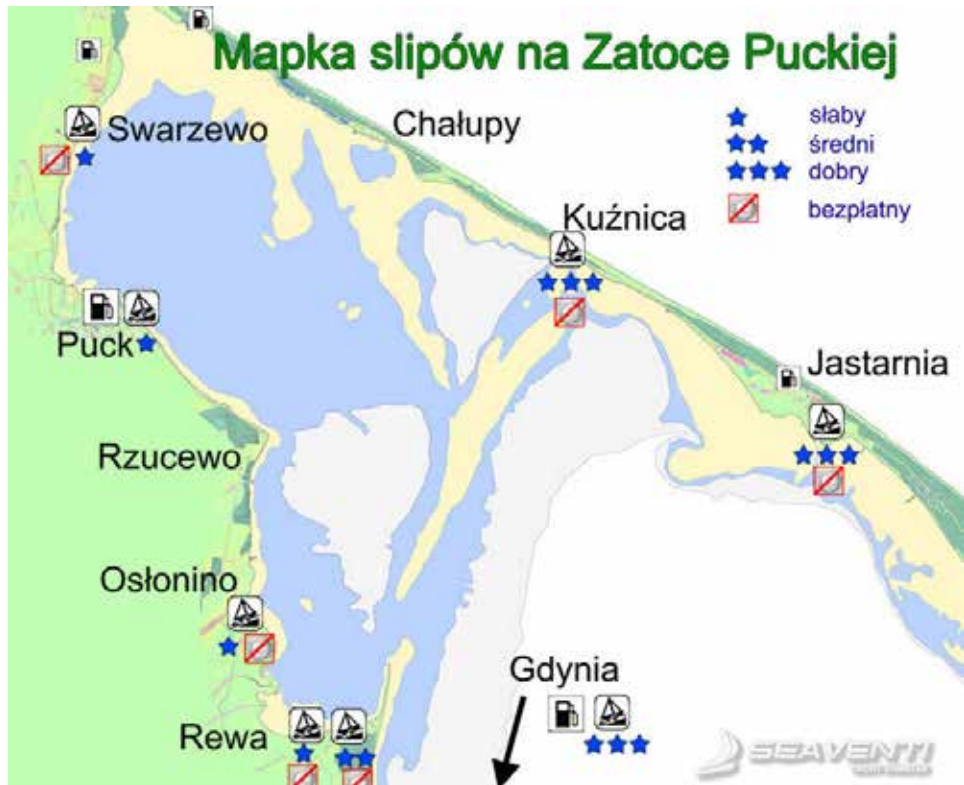 Mapka slipów na Zatoce Puckiej
słaby
średni
dobry
bezpłatny
Chałupy
Swarzewo
Kuźnica
Puck
Jastarnia
Rzucewo
Osłonino
Gdynia
Rewa
SEAVENTI